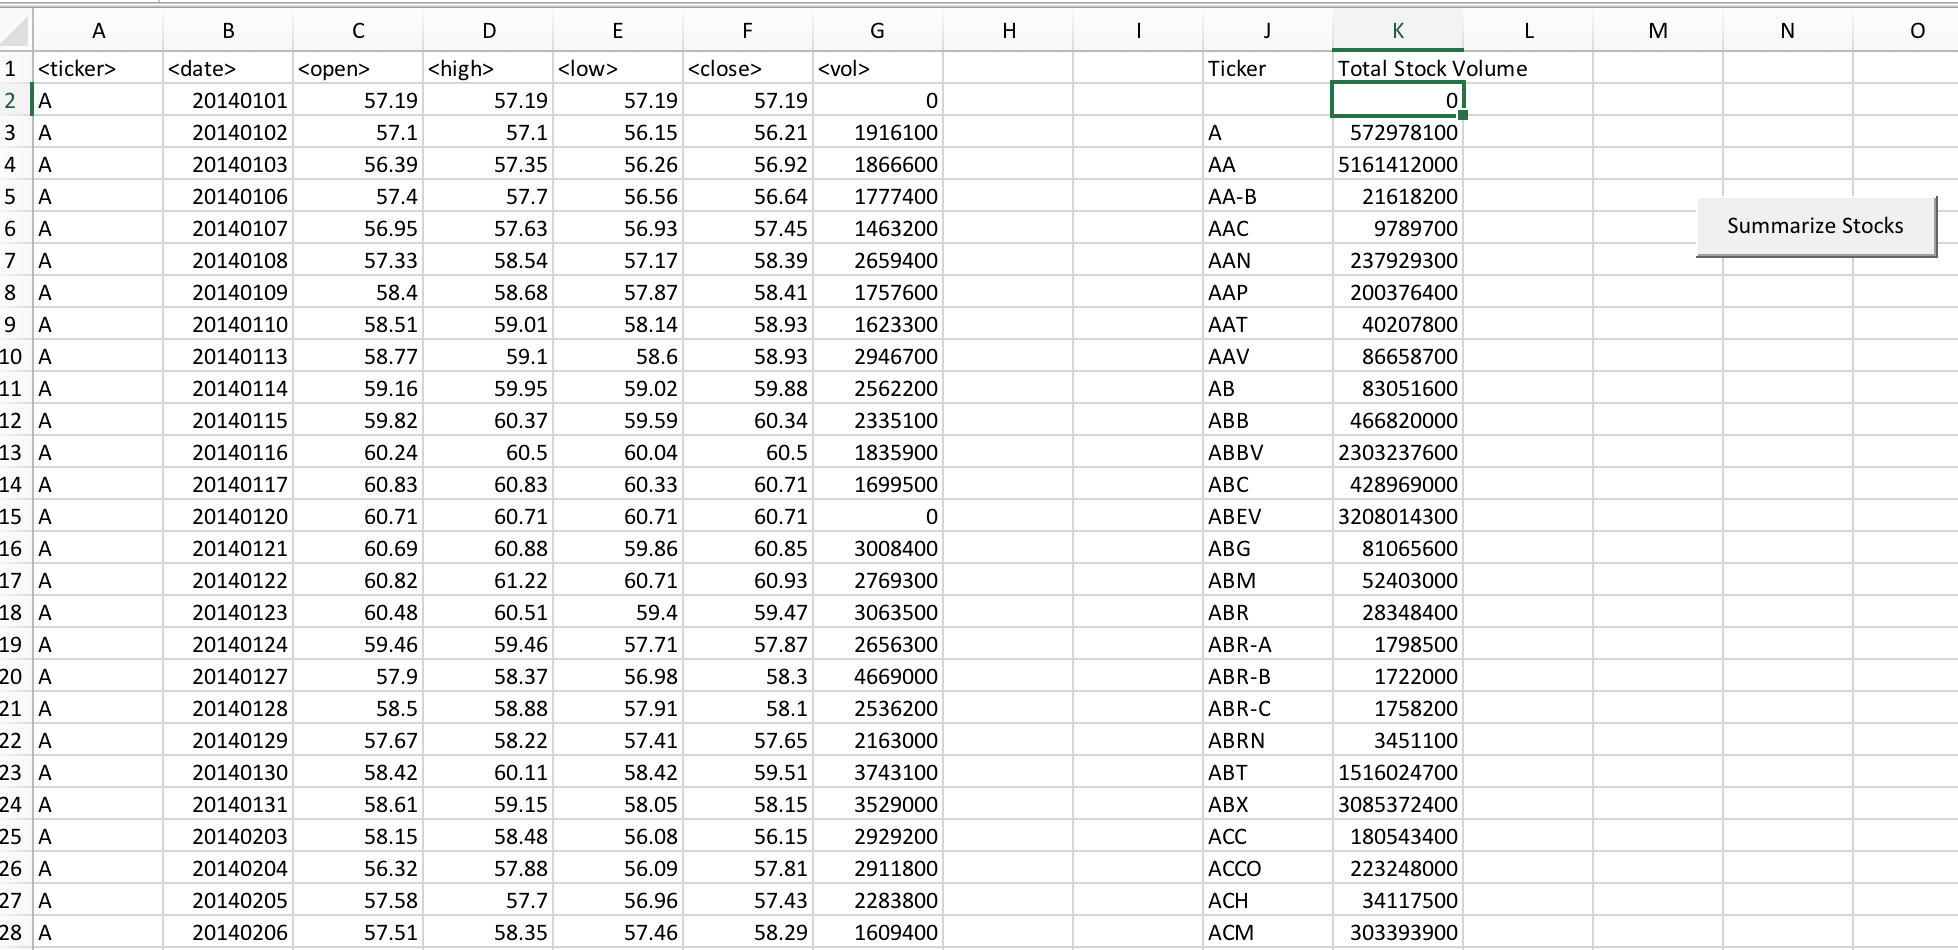 A B C D E F G H I J K L M N O
1 <ticker> <date> <open> <high> <low> <close> <vol> Ticker Total Stock Volume
2 A 20140101 57.19 57.19 57.19 57.19 0 0
3 A 20140102 57.1 57.1 56.15 56.21 1916100 A 572978100
4 A 20140103 56.39 57.35 56.26 56.92 1866600 AA 5161412000
5 A 20140106 57.4 57.7 56.56 56.64 1777400 AA-B 21618200
6 A 20140107 56.95 57.63 56.93 57.45 1463200 AAC 9789700
Summarize Stocks
7 A 20140108 57.33 58.54 57.17 58.39 2659400 AAN 237929300
8 A 20140109 58.4 58.68 57.87 58.41 1757600 AAP 200376400
9 A 20140110 58.51 59.01 58.14 58.93 1623300 AAT 40207800
10 A 20140113 58.77 59.1 58.6 58.93 2946700 AAV 86658700
11 A 20140114 59.16 59.95 59.02 59.88 2562200 AB 83051600
12 A 20140115 59.82 60.37 59.59 60.34 2335100 ABB 466820000
13 A 20140116 60.24 60.5 60.04 60.5 1835900 ABBV 2303237600
14 A 20140117 60.83 60.83 60.33 60.71 1699500 ABC 428969000
15 A 20140120 60.71 60.71 60.71 60.71 0 ABEV 3208014300
16 A 20140121 60.69 60.88 59.86 60.85 3008400 ABG 81065600
17 A 20140122 60.82 61.22 60.71 60.93 2769300 ABM 52403000
18 A 20140123 60.48 60.51 59.4 59.47 3063500 ABR 28348400
19 A 20140124 59.46 59.46 57.71 57.87 2656300 ABR-A 1798500
20 A 20140127 57.9 58.37 56.98 58.3 4669000 ABR-B 1722000
21 A 20140128 58.5 58.88 57.91 58.1 2536200 ABR-C 1758200
22 A 20140129 57.67 58.22 57.41 57.65 2163000 ABRN 3451100
23 A 20140130 58.42 60.11 58.42 59.51 3743100 ABT 1516024700
24 A 20140131 58.61 59.15 58.05 58.15 3529000 ABX 3085372400
25 A 20140203 58.15 58.48 56.08 56.15 2929200 ACC 180543400
26 A 20140204 56.32 57.88 56.09 57.81 2911800 ACCO 223248000
27 A 20140205 57.58 57.7 56.96 57.43 2283800 ACH 34117500
28 A 20140206 57.51 58.35 57.46 58.29 1609400 ACM 303393900